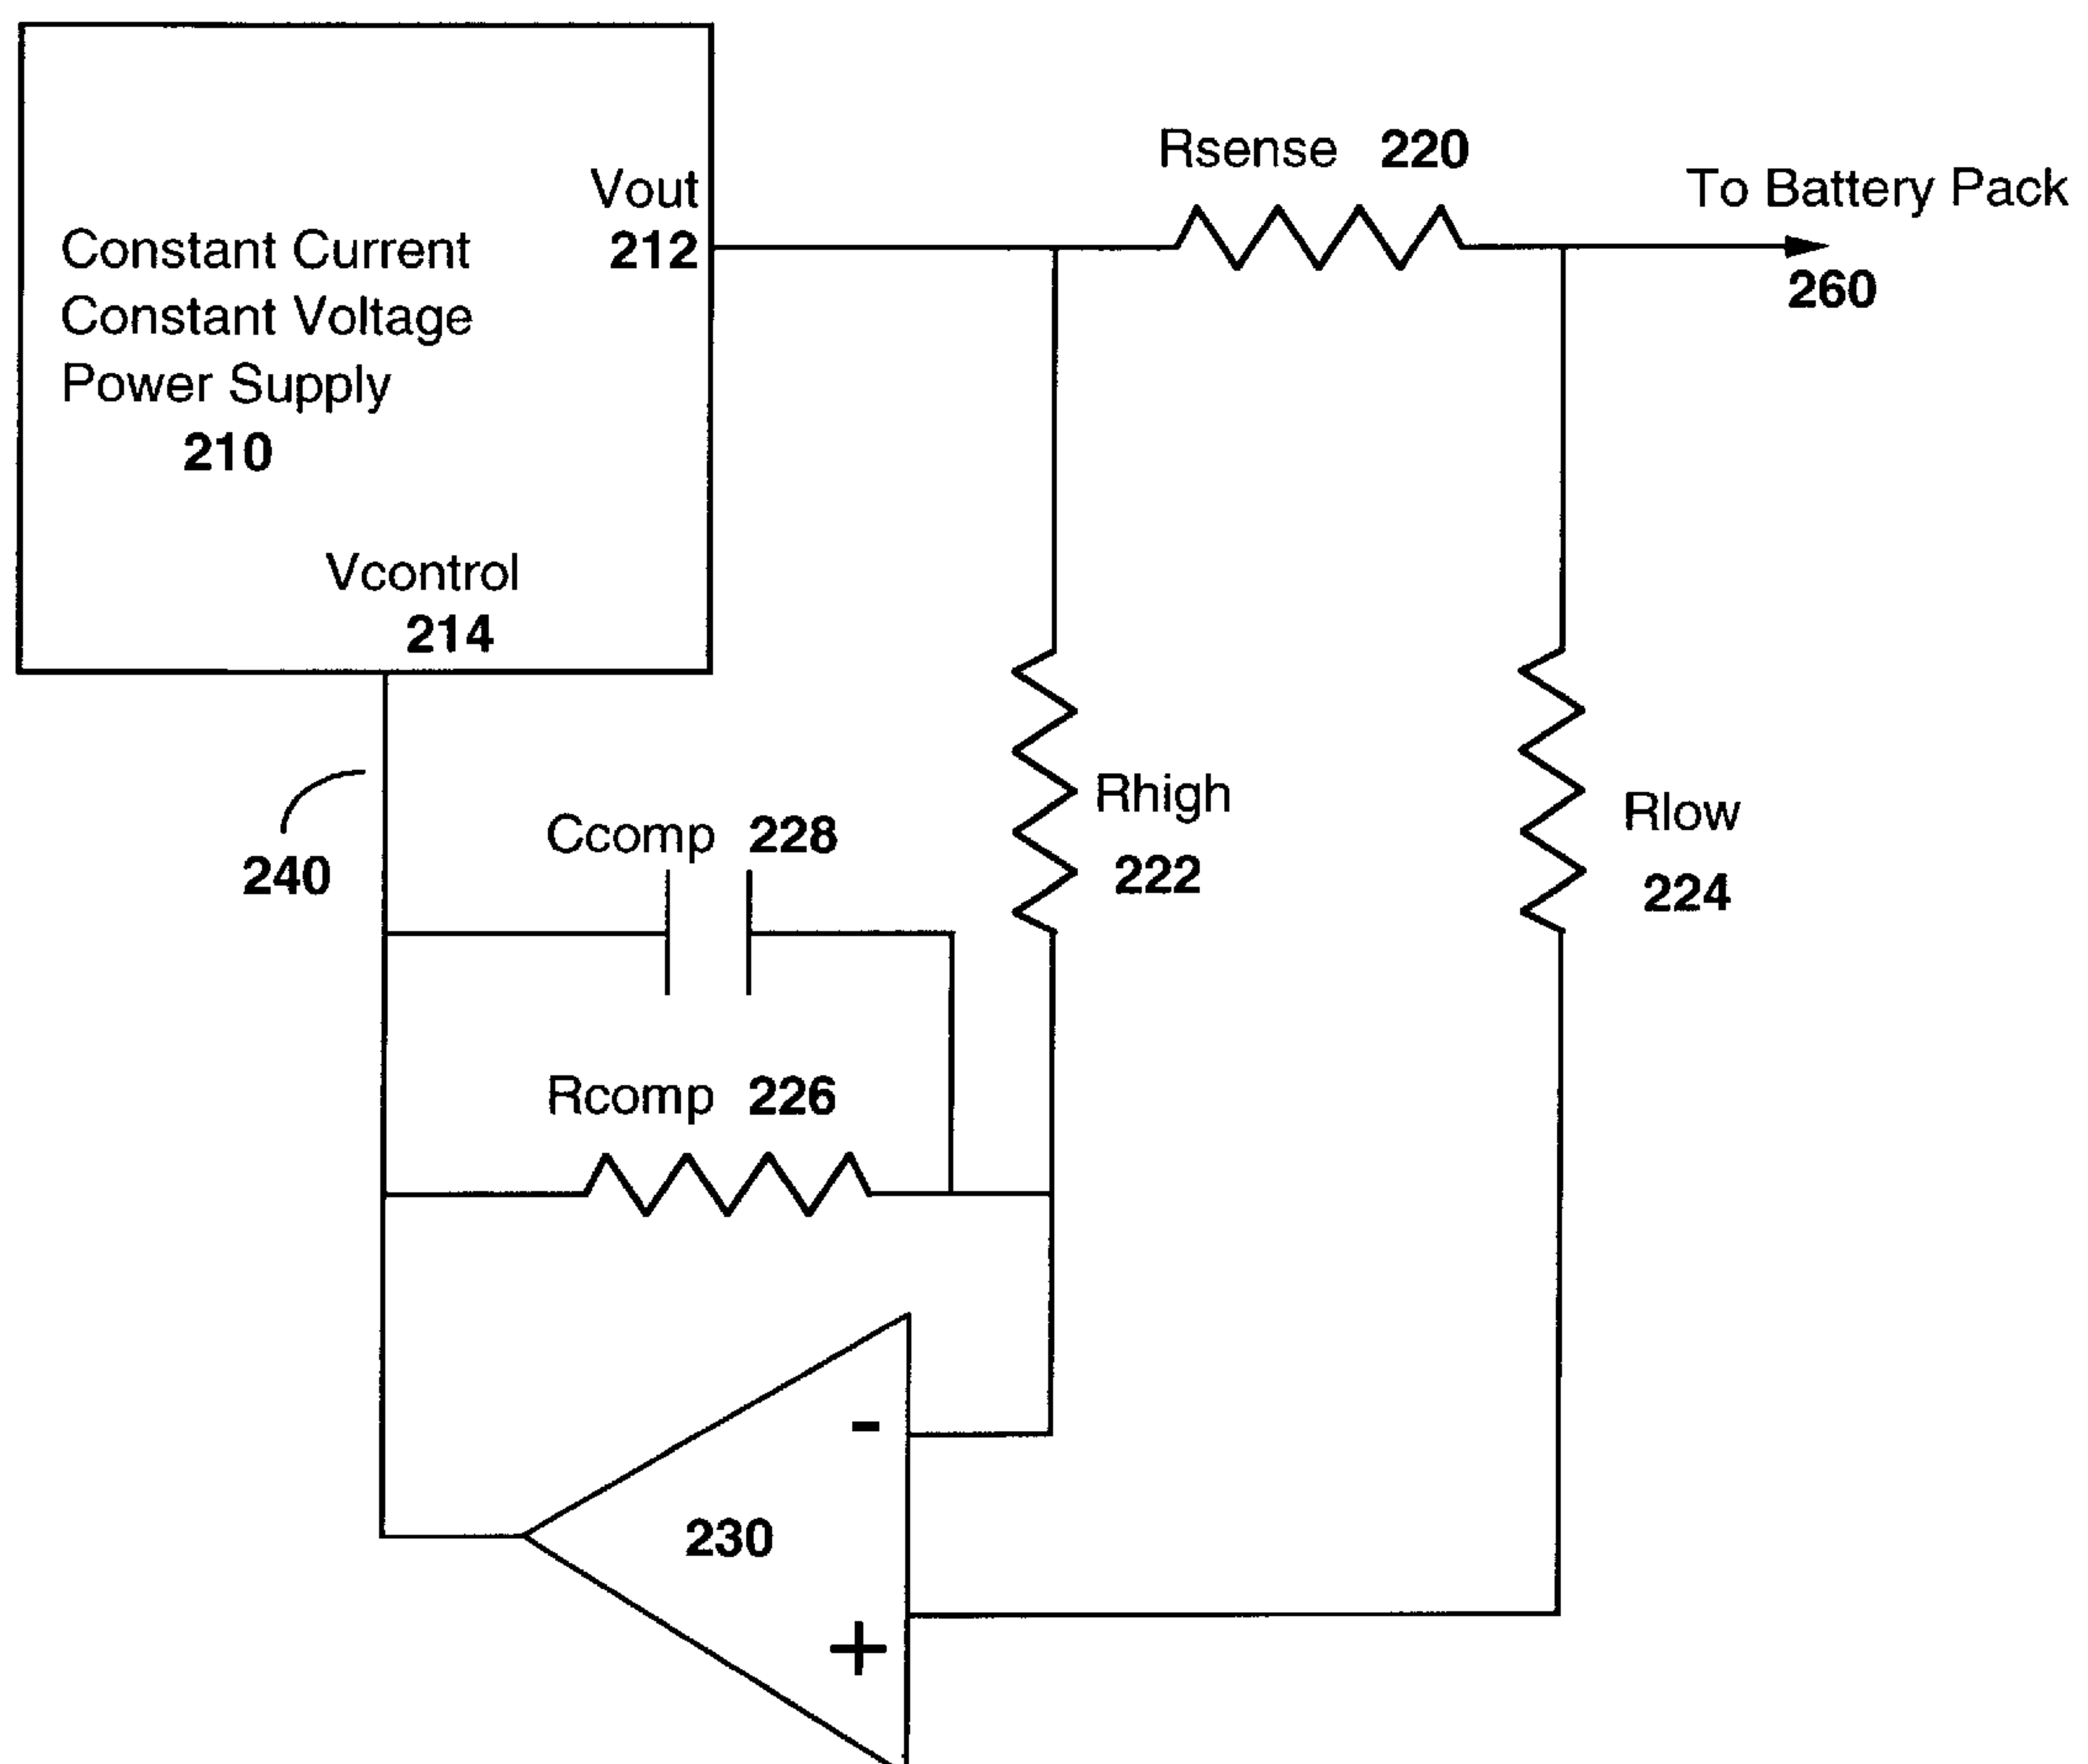 Rsense 220
Vout
To Battery Pack
Constant Current
212
Constant Voltage
260
Power Supply
210
Vcontrol
214
Rhigh
222
Rlow
224
Ccomp 228
240
Rcomp 226
-
230
+